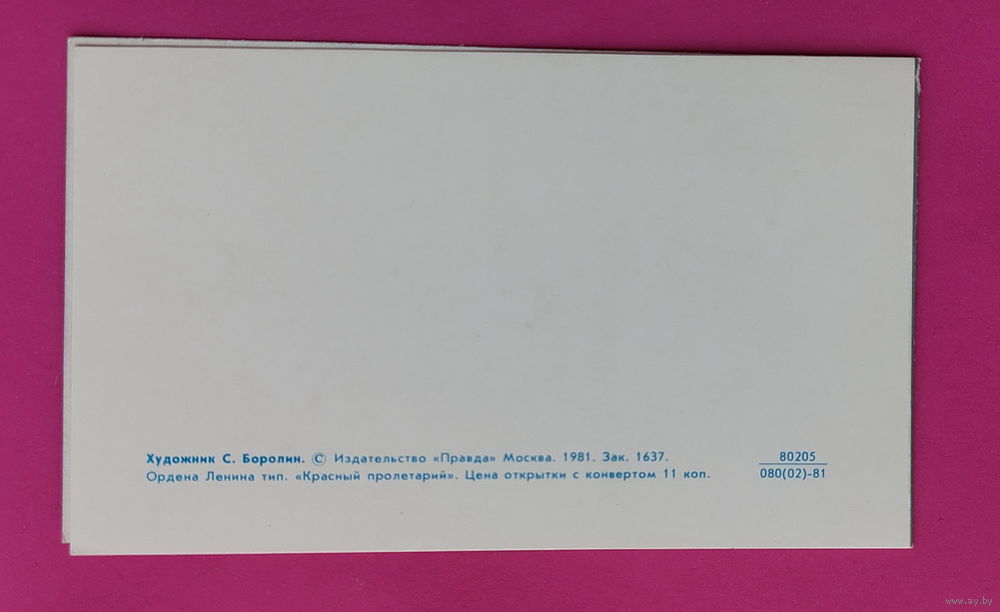 Художник С. Боролин. © Издательство «Правда» Москва. 1981. Зак. 1637.
Ордена Ленина тип. «Красный пролетарий». Цена открытки с конвертом 11 коп.
80205
080(02)-81
www.ay.by